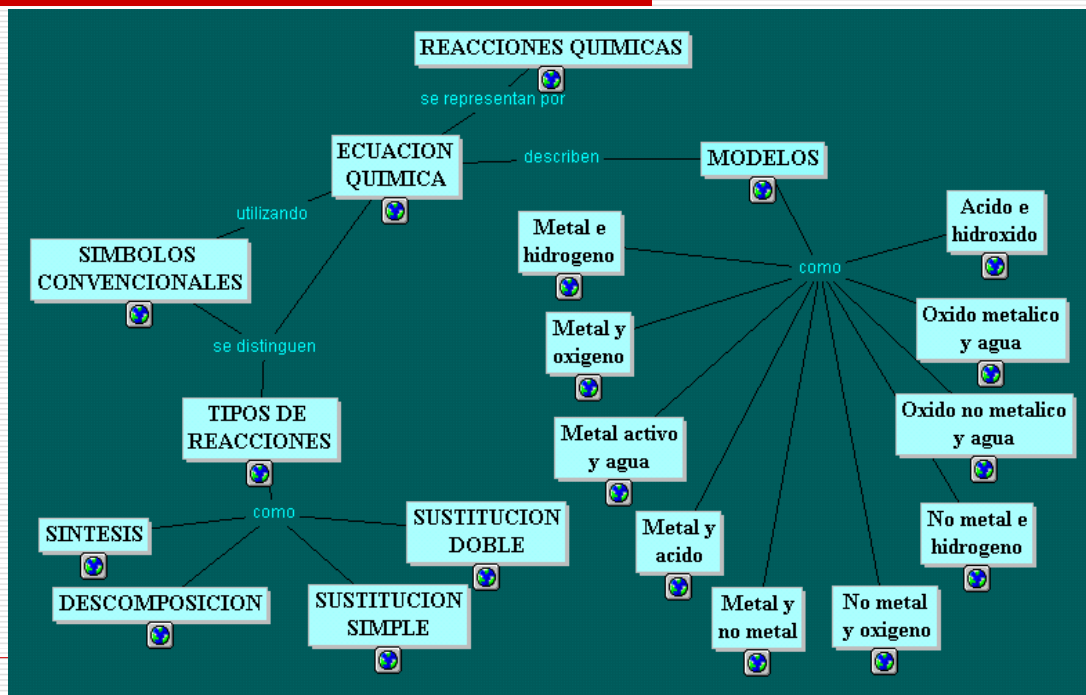 REACCIONES QUIMICAS
se representan por
ECUACION
QUIMICA
describen
MODELOS
utilizando
SIMBOLOS
CONVENCIONALES
se distinguen
TIPOS DE
REACCIONES
como
SINTESIS
DESCOMPOSICION
SUSTITUCION
SIMPLE
SUSTITUCION
DOBLE
como
Metal e
hidrogeno
Metal y
oxigeno
Metal activo
y agua
Metal y
acido
Metal y
no metal
No metal
y oxigeno
No metal e
hidrogeno
Oxido no metalico
y agua
Oxido metalico
y agua
Acido e
hidroxido